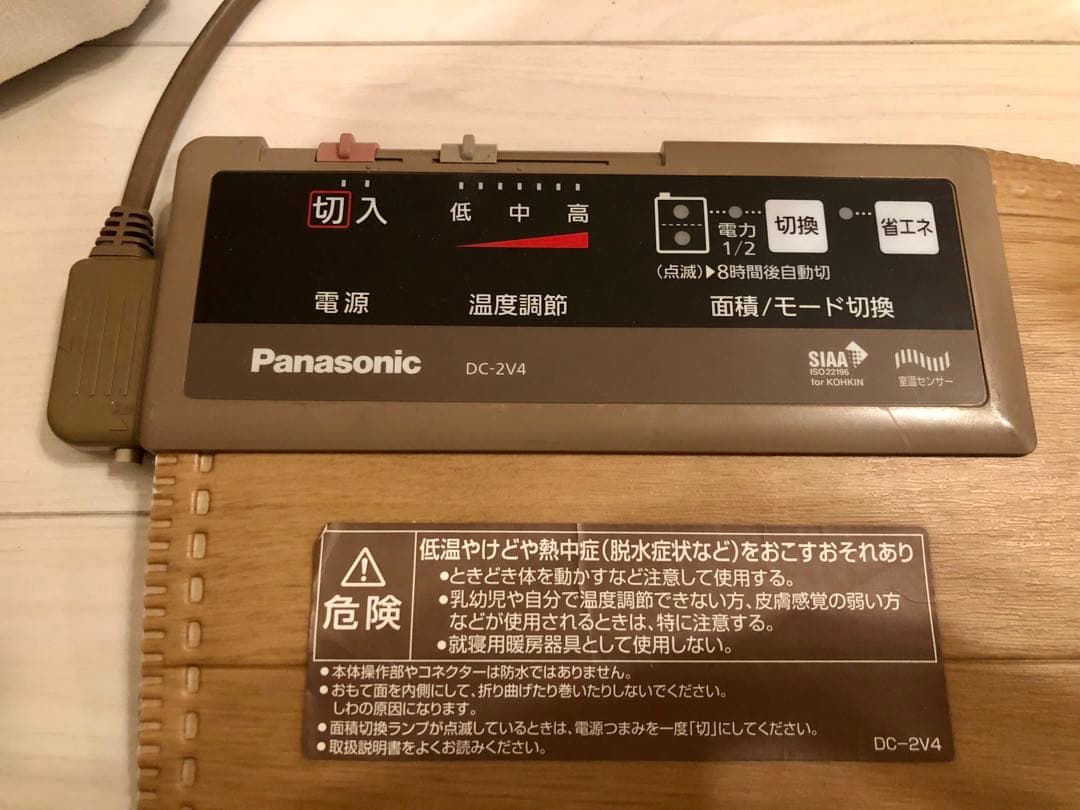 切 入
低 中 高
電力
1/2
切換
省エネ
(点滅)▶8時間後自動切
電源
温度調節
面積/モード切換
Panasonic
DC-2V4
SIAA
ISO22196
for KOHKIN
室温センサー
危険
低温やけどや熱中症(脱水症状など)をおこすおそれあり
●ときどき体を動かすなど注意して使用する。
●乳幼児や自分で温度調節できない方、皮膚感覚の弱い方
などが使用されるときは、特に注意する。
●就寝用暖房器具として使用しない。
●本体操作部やコネクターは防水ではありません。
●おもて面を内側にして、折り曲げたり巻いたりしないでください。
しわの原因になります。
●面積切換ランプが点滅しているときは、電源つまみを一度「切」にしてください。
●取扱説明書をよくお読みください。
DC-2V4